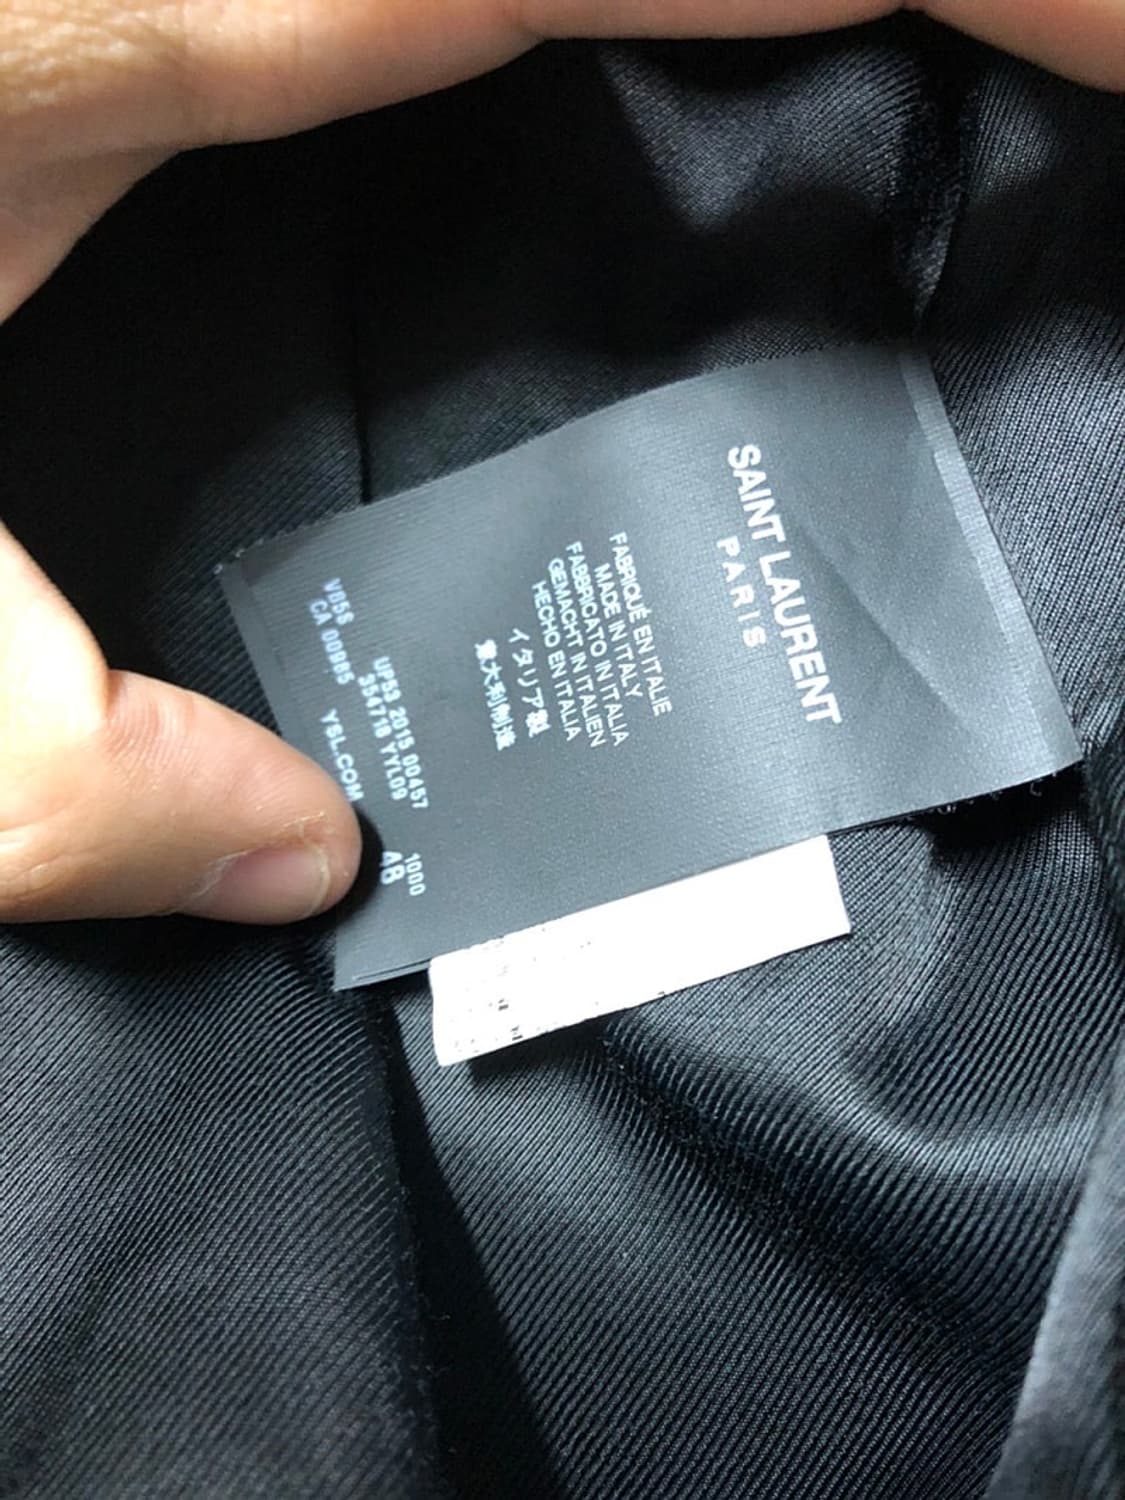 SAINT LAURENT
PARIS
FABRIQUÉ EN ITALIE
MADE IN ITALY
FABBRICATO IN ITALIA
GEMACHT IN ITALIEN
HECHO EN ITALIA
イタリア製
意大利制造
UP53 2015 00457 1000
354718 YYL09 48
V05S
CA 00985 YSL.COM